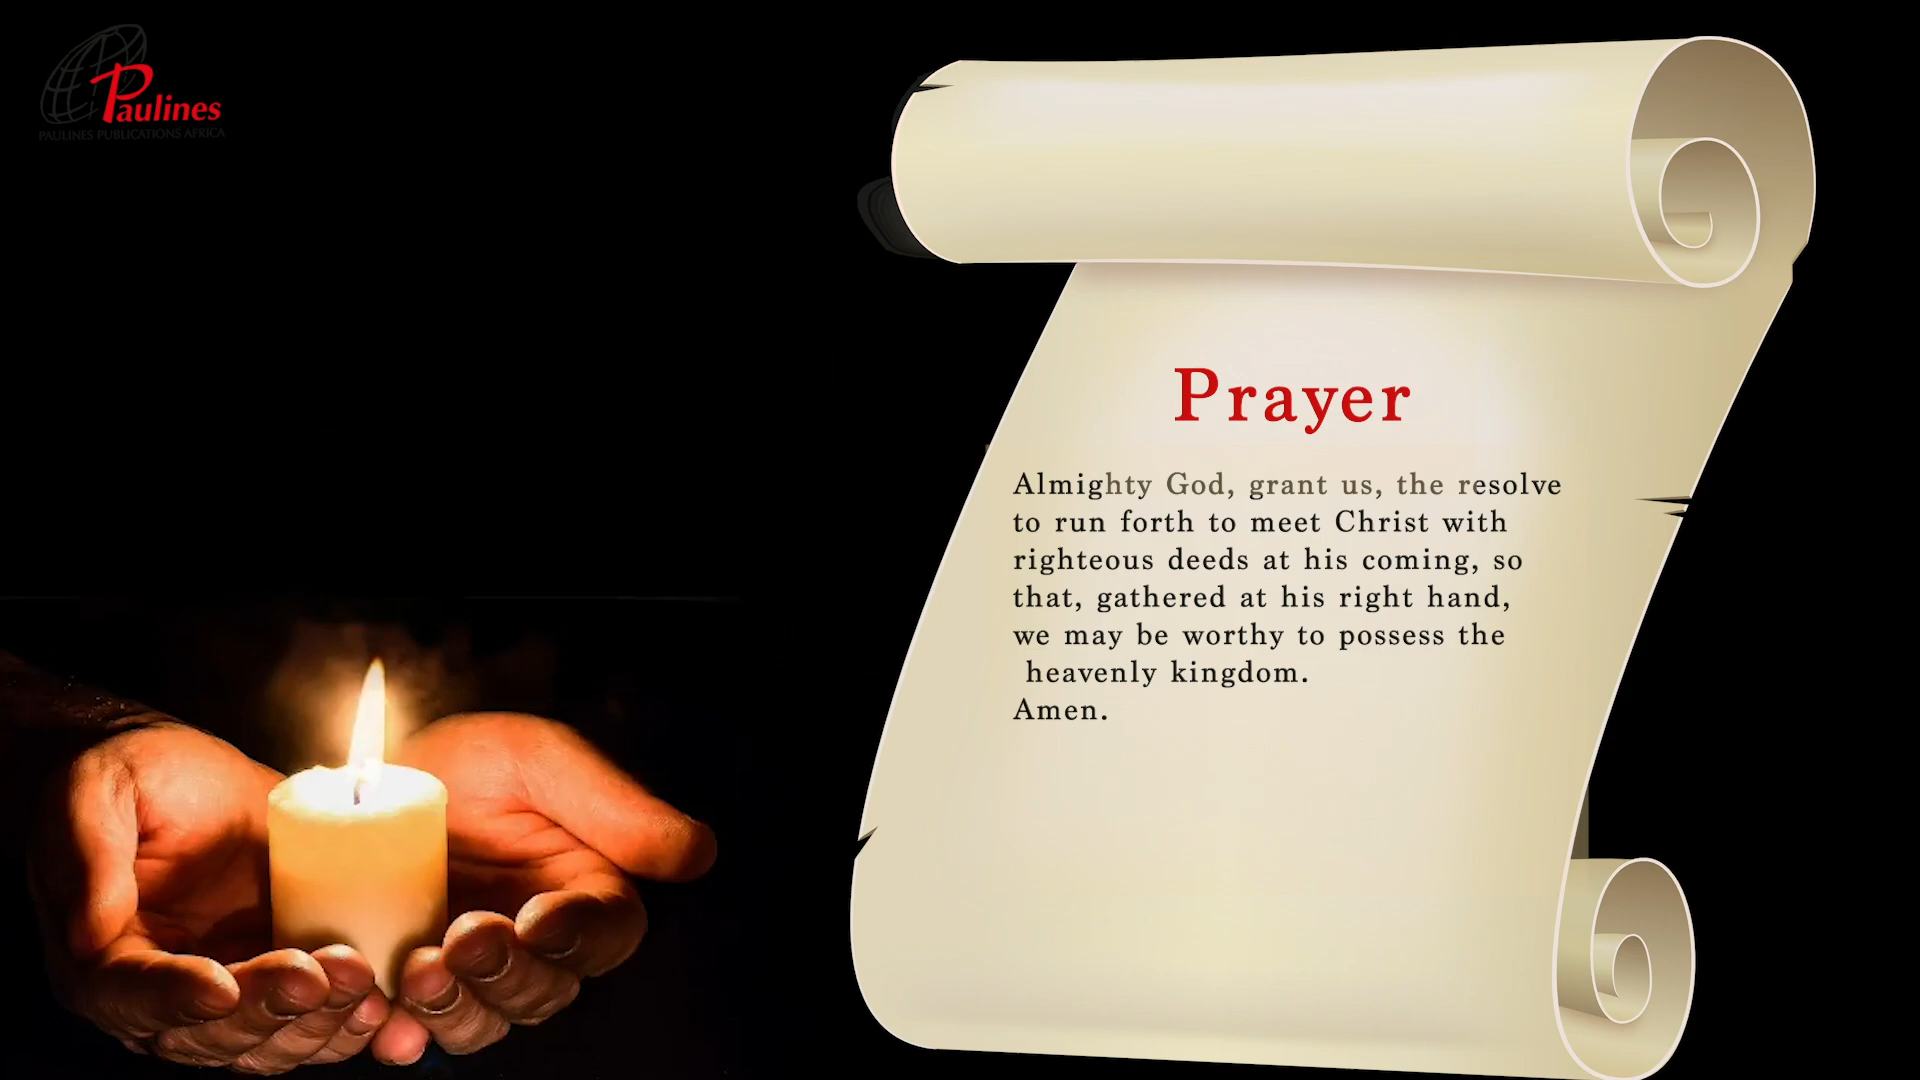 Paulines
PAULINES PUBLICATIONS AFRICA
Prayer
Almighty God, grant us, the resolve
to run forth to meet Christ with
righteous deeds at his coming, so
that, gathered at his right hand,
we may be worthy to possess the
heavenly kingdom.
Amen.